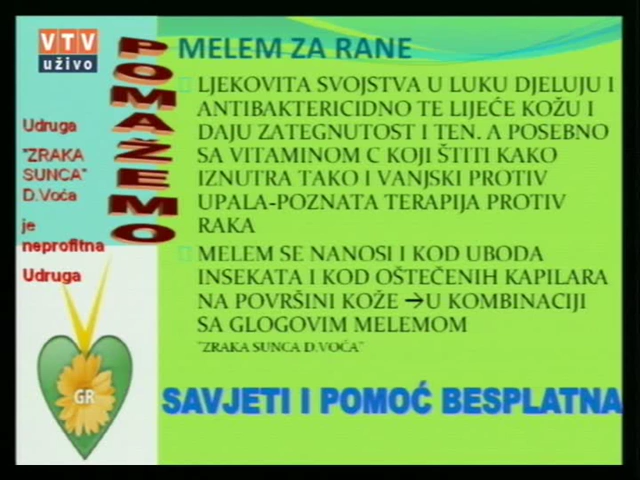 VTV
uživo
POMAŽEMO
Udruga
"ZRAKA
SUNCA"
D.Voća
je
neprofitna
Udruga
GR
MELEM ZA RANE
LJEKOVITA SVOJSTVA U LUKU DJELUJU I
ANTIBAKTERICIDNO TE LIJEĆE KOŽU I
DAJU ZATEGNUTOST I TEN. A POSEBNO
SA VITAMINOM C KOJI ŠTITI KAKO
IZNUTRA TAKO I VANJSKI PROTIV
UPALA-POZNATA TERAPIJA PROTIV
RAKA
MELEM SE NANOSI I KOD UBODA
INSEKATA I KOD OŠTEČENIH KAPILARA
NA POVRŠINI KOŽE →U KOMBINACIJI
SA GLOGOVIM MELEMOM
"ZRAKA SUNCA D.VOĆA"
SAVJETI I POMOĆ BESPLATNA